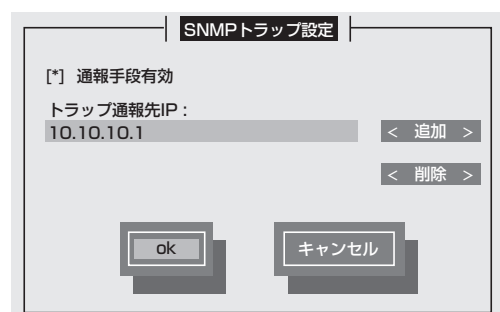 SNMPトラップ設定
[*] 通報手段有効
トラップ通報先IP :
10.10.10.1
< 追加 >
< 削除 >
ok
キャンセル